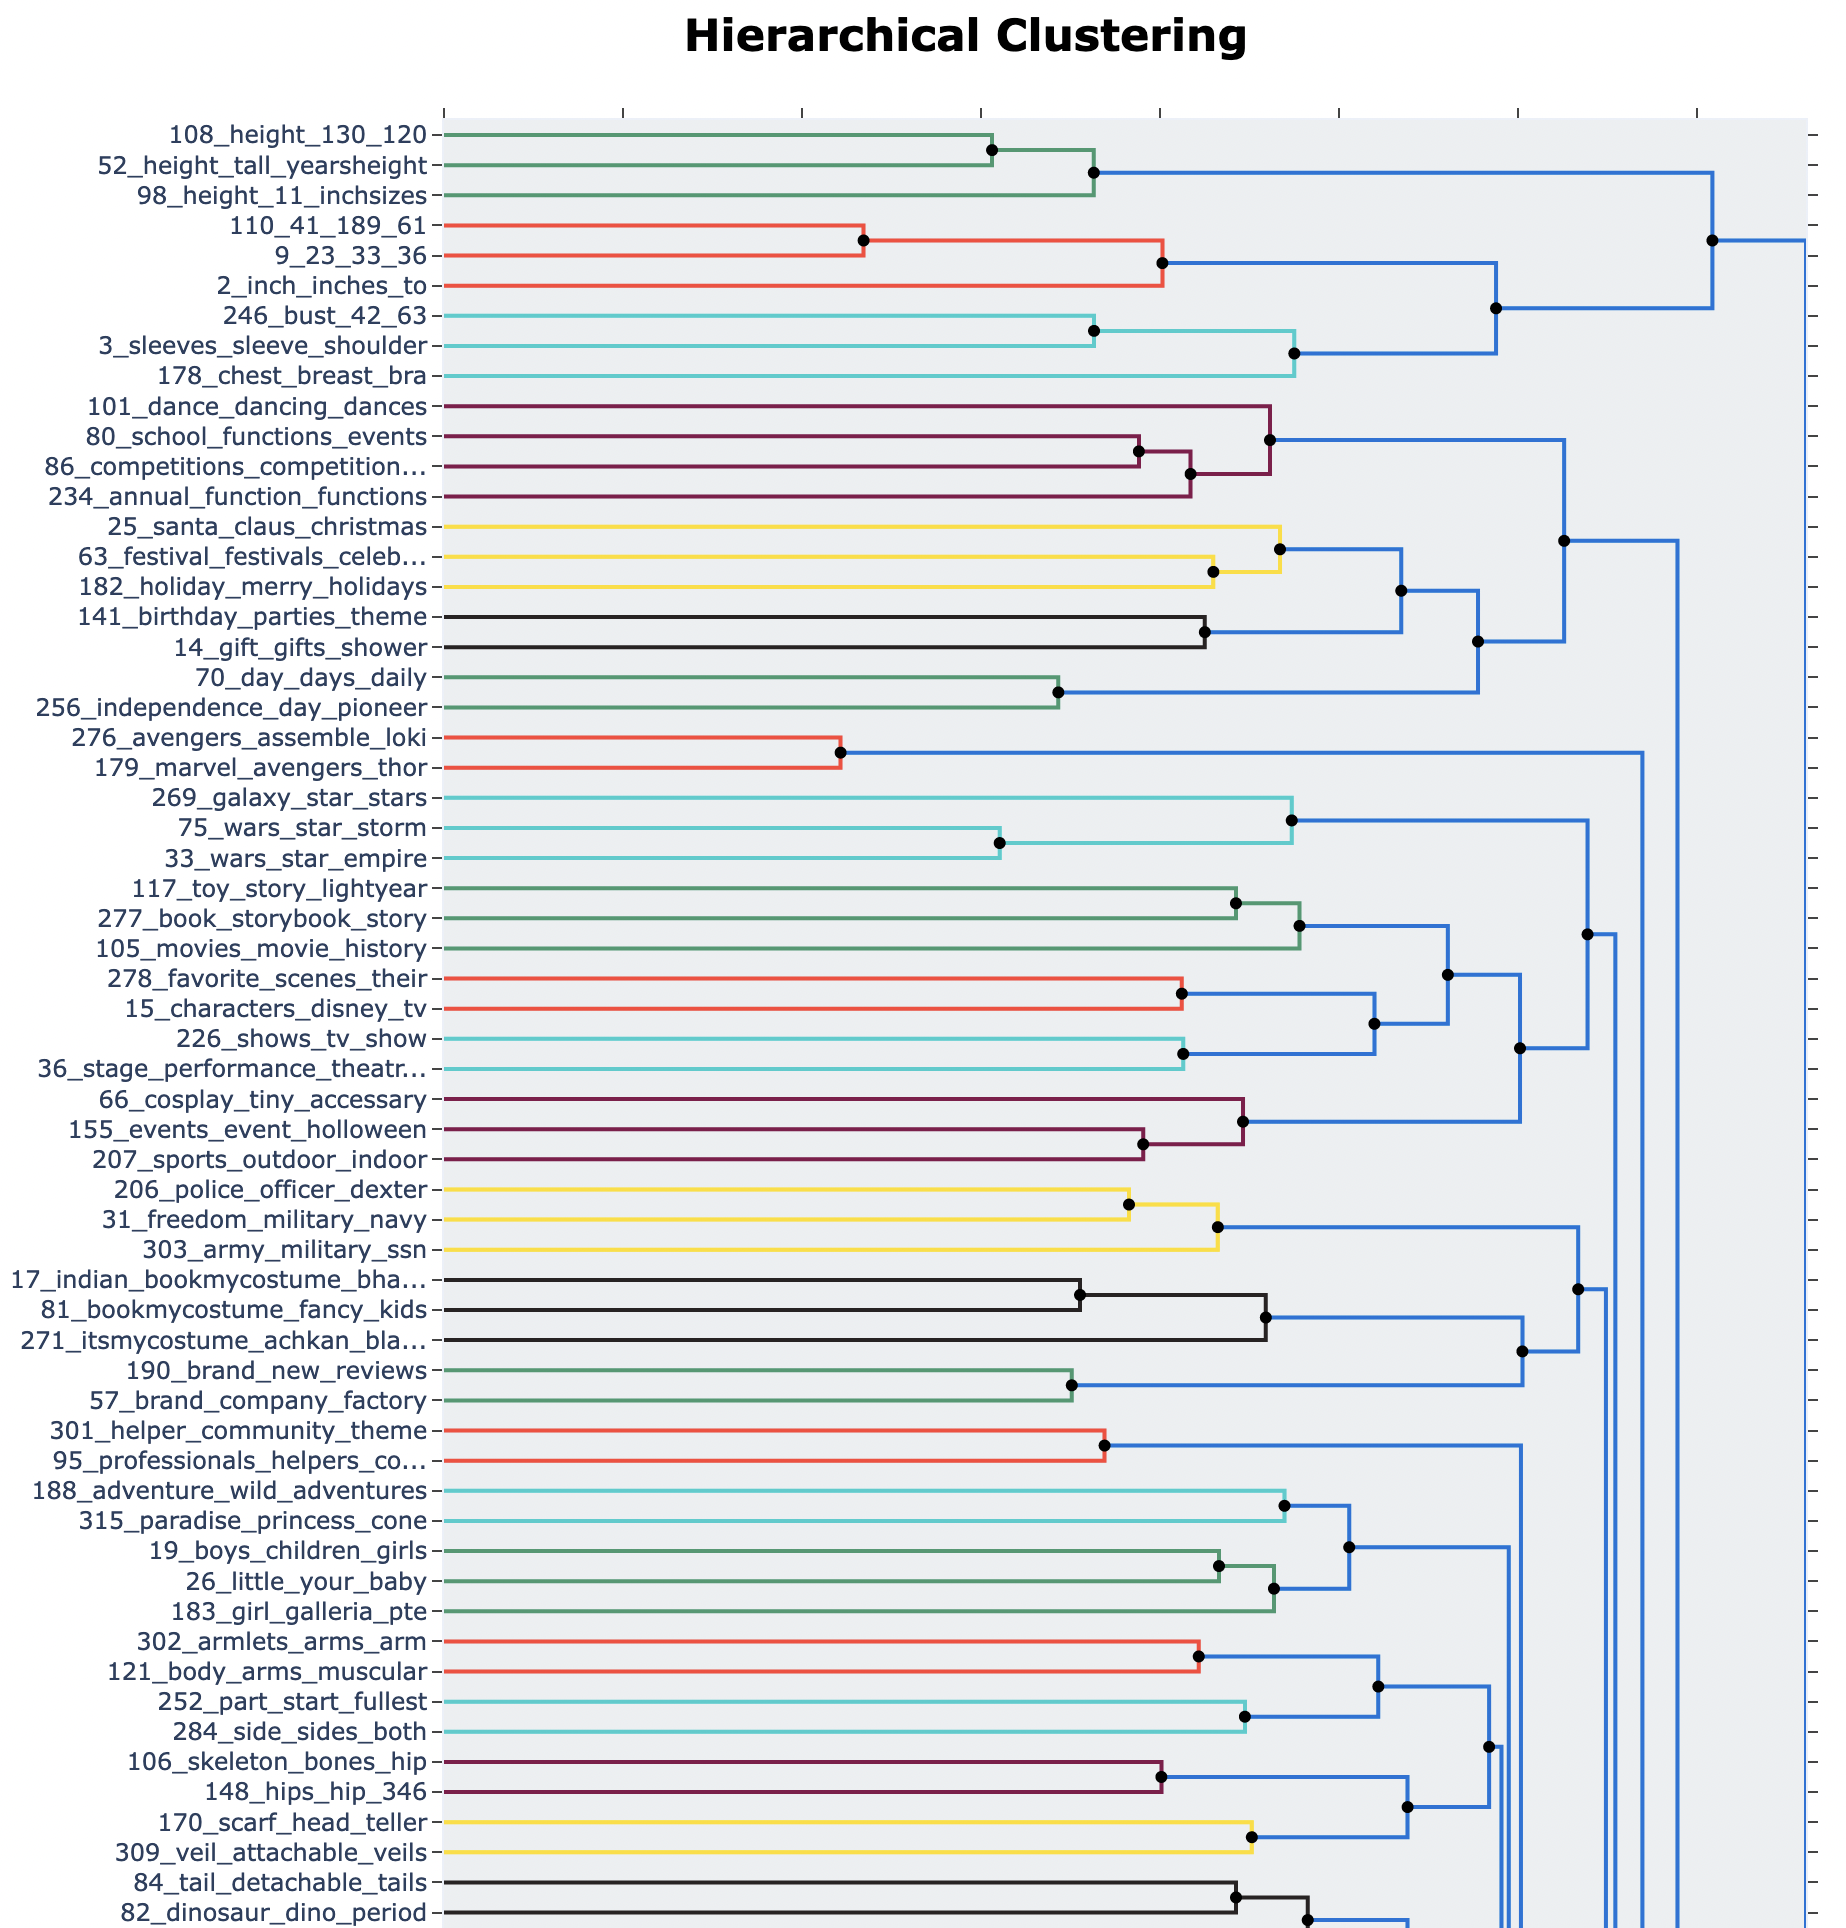 Hierarchical Clustering
108_height_130_120
52_height_tall_yearsheight
98_height_11_inchsizes
110_41_189_61
9_23_33_36
2_inch_inches_to
246_bust_42_63
3_sleeves_sleeve_shoulder
178_chest_breast_bra
101_dance_dancing_dances
80_school_functions_events
86_competitions_competition...
234_annual_function_functions
25_santa_claus_christmas
63_festival_festivals_celeb...
182_holiday_merry_holidays
141_birthday_parties_theme
14_gift_gifts_shower
70_day_days_daily
256_independence_day_pioneer
276_avengers_assemble_loki
179_marvel_avengers_thor
269_galaxy_star_stars
75_wars_star_storm
33_wars_star_empire
117_toy_story_lightyear
277_book_storybook_story
105_movies_movie_history
278_favorite_scenes_their
15_characters_disney_tv
226_shows_tv_show
36_stage_performance_theatr...
66_cosplay_tiny_accessary
155_events_event_holloween
207_sports_outdoor_indoor
206_police_officer_dexter
31_freedom_military_navy
303_army_military_ssn
17_indian_bookmycostume_bha...
81_bookmycostume_fancy_kids
271_itsmycostume_achkan_bla...
190_brand_new_reviews
57_brand_company_factory
301_helper_community_theme
95_professionals_helpers_co...
188_adventure_wild_adventures
315_paradise_princess_cone
19_boys_children_girls
26_little_your_baby
183_girl_galleria_pte
302_armlets_arms_arm
121_body_arms_muscular
252_part_start_fullest
284_side_sides_both
106_skeleton_bones_hip
148_hips_hip_346
170_scarf_head_teller
309_veil_attachable_veils
84_tail_detachable_tails
82_dinosaur_dino_period